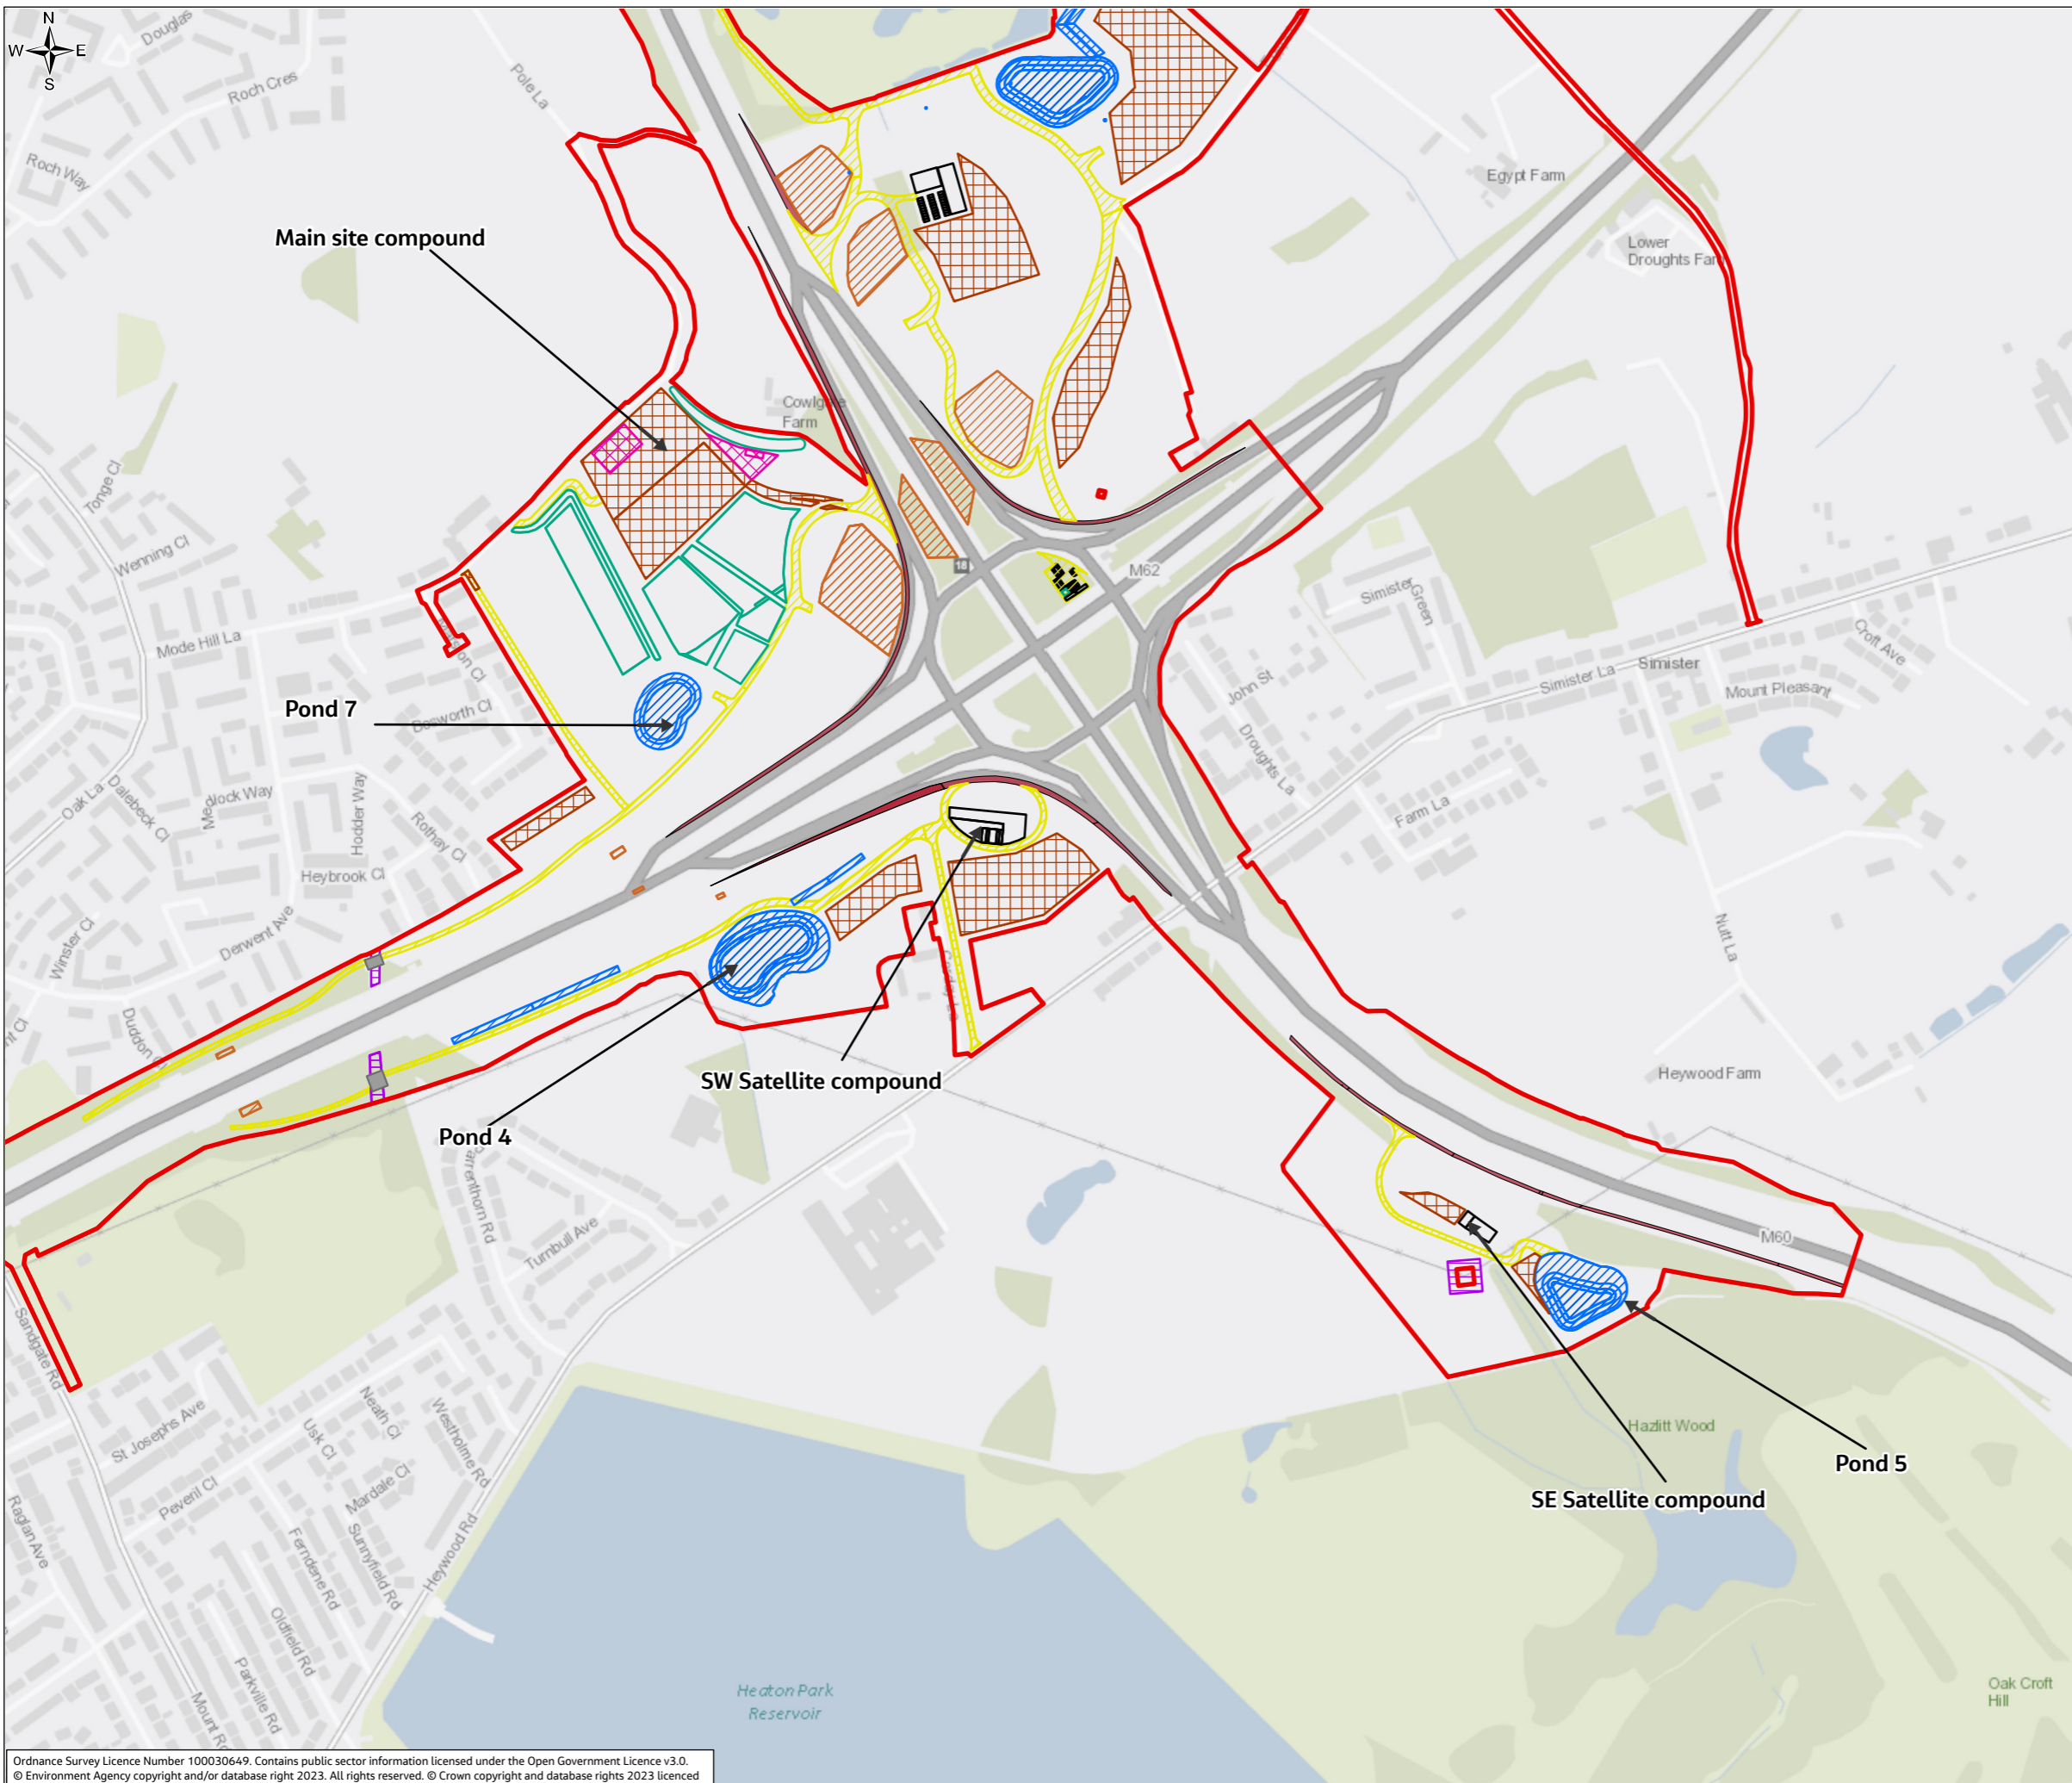 N
W E
S
Douglas
Roch Cres
Pole La
Roch Way
Egypt Farm
Lower
Droughts Farm
Main site compound
Cowlgate
Farm
Tonge Cl
Wenning Cl
18
M62
Simister
Green
Mode Hill La
Croft Ave
Simister
Simister La
Mount Pleasant
John St
Pond 7
Bosworth Cl
Droughts La
Oak La
Dalebeck Cl
Hodder Way
Rothay Cl
Farm La
Heybrook Cl
Derwent Ave
Winster Cl
Nutt La
Duddon Cl
Heywood Farm
SW Satellite compound
Pond 4
Turnbull Ave
M60
Sandgate Rd
St Josephs Ave
Neath Cl
Usk Cl
Westholme Rd
Hazlitt Wood
Pond 5
Mardale Cl
Peveril Cl
SE Satellite compound
Raglan Ave
Ferndene Rd
Sunnyfield Rd
Heywood Rd
Oldfield Rd
Parkville Rd
Mount Rd
Heaton Park
Reservoir
Oak Croft
Hill
Ordnance Survey Licence Number 100030649. Contains public sector information licensed under the Open Government Licence v3.0.
© Environment Agency copyright and/or database right 2023. All rights reserved. © Crown copyright and database rights 2023 licenced